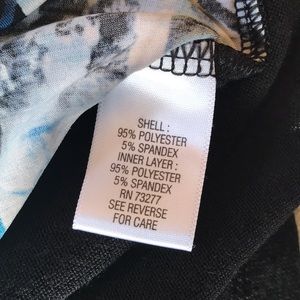 SHELL :
95% POLYESTER
5% SPANDEX
INNER LAYER :
95% POLYESTER
5% SPANDEX
RN 73277
SEE REVERSE
FOR CARE